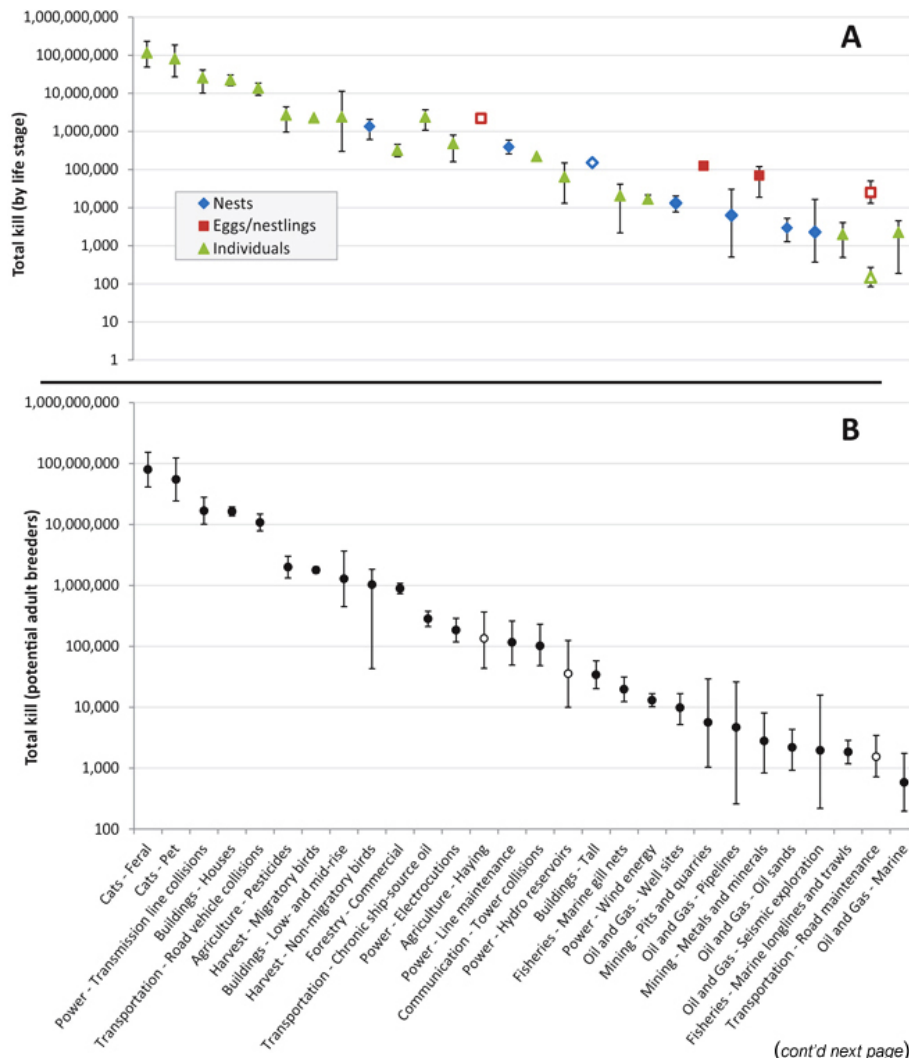 A
Total kill (by life stage)
1,000,000,000
100,000,000
10,000,000
1,000,000
100,000
10,000
1,000
100
10
1
Nests
Eggs/nestlings
Individuals
B
Total kill (potential adult breeders)
1,000,000,000
100,000,000
10,000,000
1,000,000
100,000
10,000
1,000
100
Cats - Feral
Cats - Pet
Power - Transmission line collisions
Buildings - Houses
Transportation - Road vehicle collisions
Agriculture - Pesticides
Harvest - Migratory birds
Buildings - Low- and mid-rise
Harvest - Non-migratory birds
Forestry - Commercial
Transportation - Chronic ship-source oil
Power - Electrocutions
Agriculture - Haying
Power - Line maintenance
Communication - Tower collisions
Power - Hydro reservoirs
Buildings - Tall
Fisheries - Marine gill nets
Power - Wind energy
Oil and Gas - Well sites
Mining - Pits and quarries
Oil and Gas - Pipelines
Mining - Metals and minerals
Oil and Gas - Oil sands
Oil and Gas - Seismic exploration
Fisheries - Marine longlines and trawls
Transportation - Road maintenance
Oil and Gas - Marine
(cont'd next page)